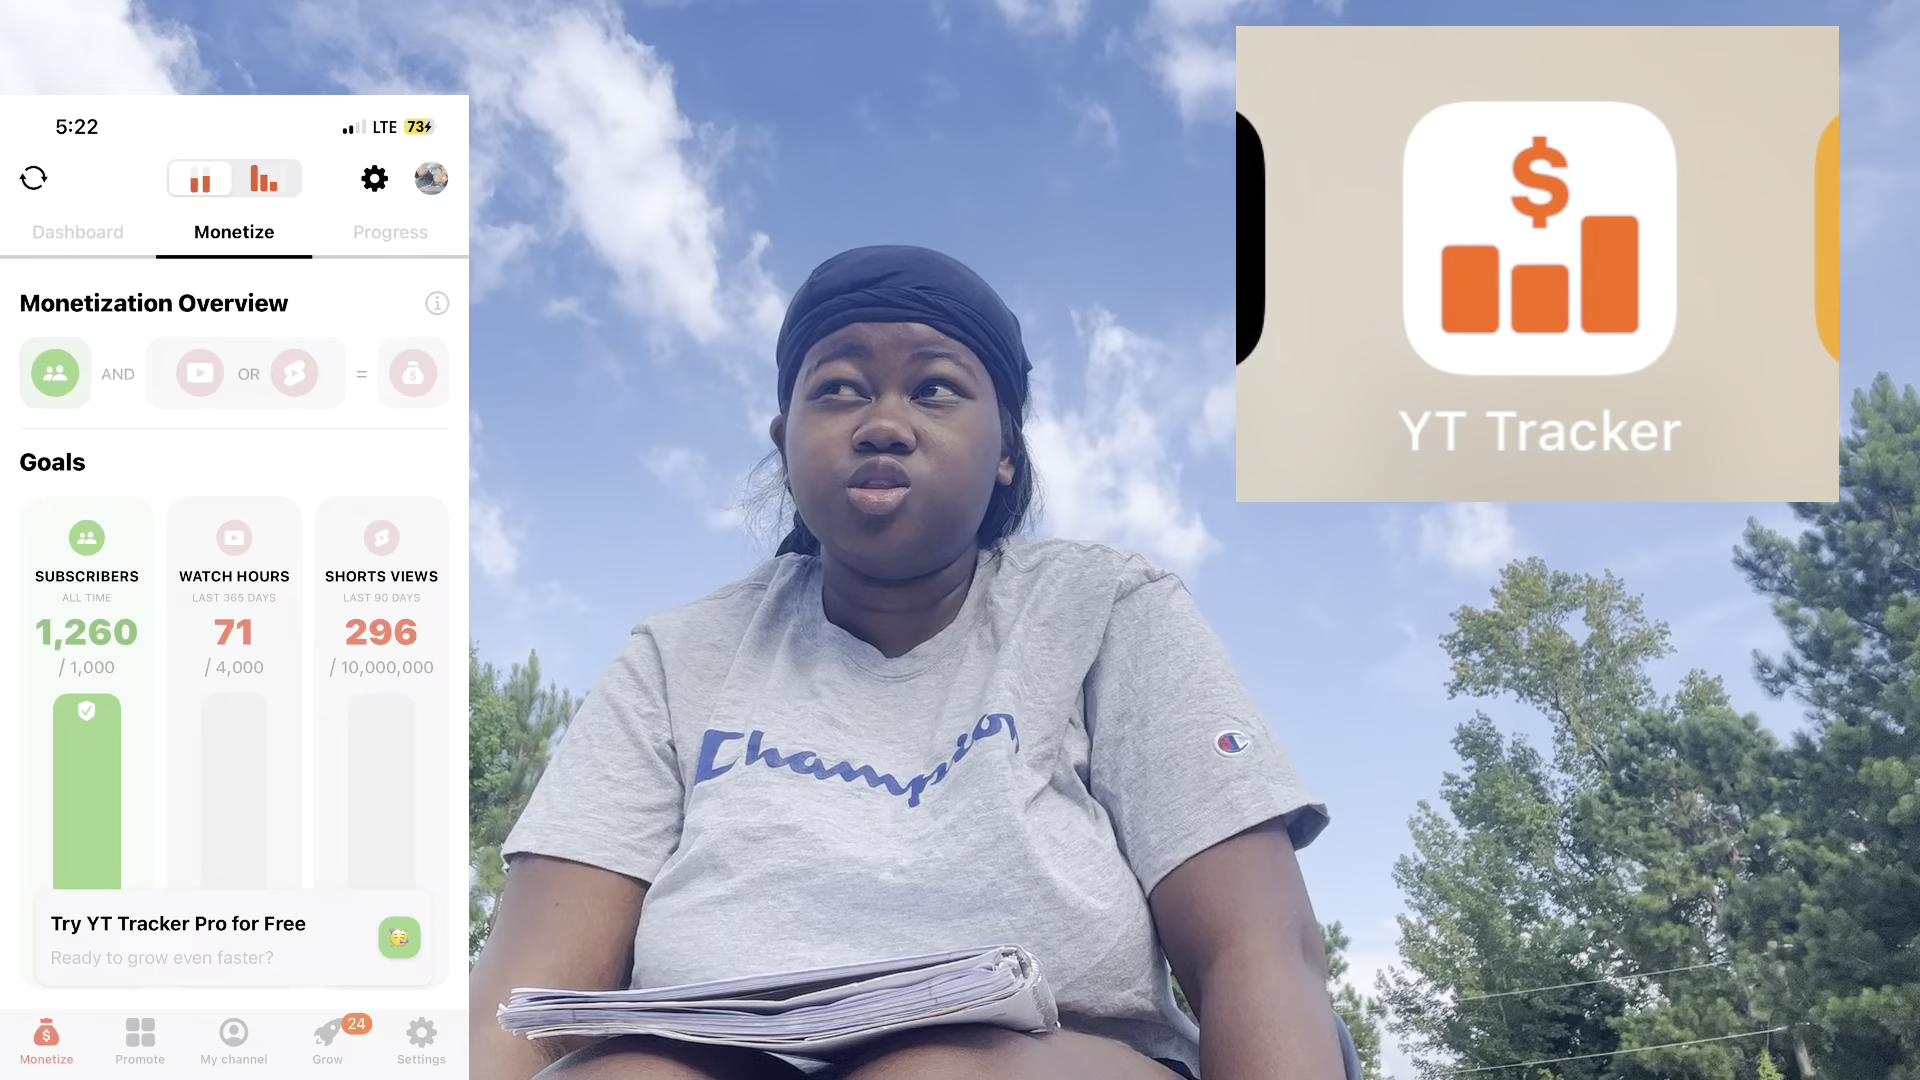 5:22
LTE 73
Dashboard Monetize Progress
Monetization Overview
AND OR =
Goals
SUBSCRIBERS WATCH HOURS SHORTS VIEWS
ALL TIME LAST 365 DAYS LAST 90 DAYS
1,260 71 296
/ 1,000 / 4,000 / 10,000,000
Try YT Tracker Pro for Free
Ready to grow even faster?
24
Monetize Promote My channel Grow Settings
$
YT Tracker
Champion